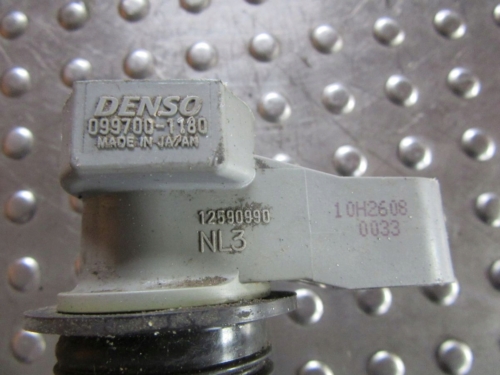 DENSO
099700-1180
MADE IN JAPAN
12590990
NL3
10H2608
0033